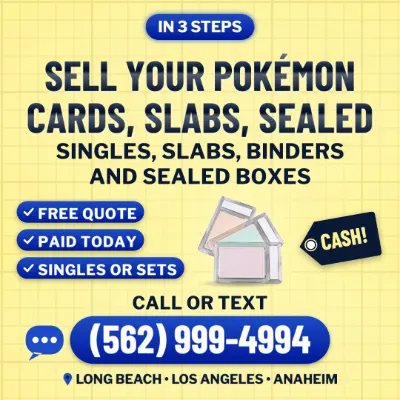 IN 3 STEPS
SELL YOUR POKÉMON
CARDS, SLABS, SEALED
SINGLES, SLABS, BINDERS
AND SEALED BOXES
FREE QUOTE
PAID TODAY
SINGLES OR SETS
CASH!
CALL OR TEXT
(562) 999-4994
LONG BEACH • LOS ANGELES • ANAHEIM